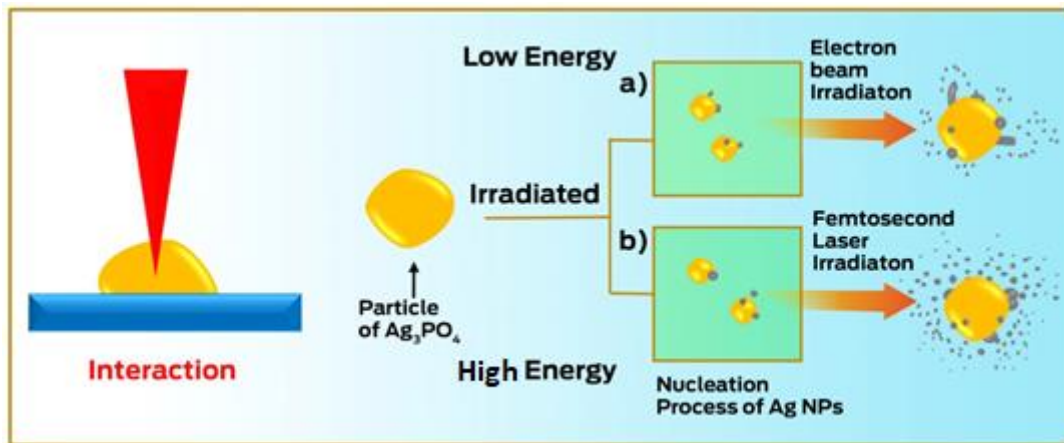 Interaction
Particle
of Ag₃PO₄
Irradiated
Low Energy
High Energy
a)
b)
Electron
beam
Irradiaton
Femtosecond
Laser
Irradiaton
Nucleation
Process of Ag NPs